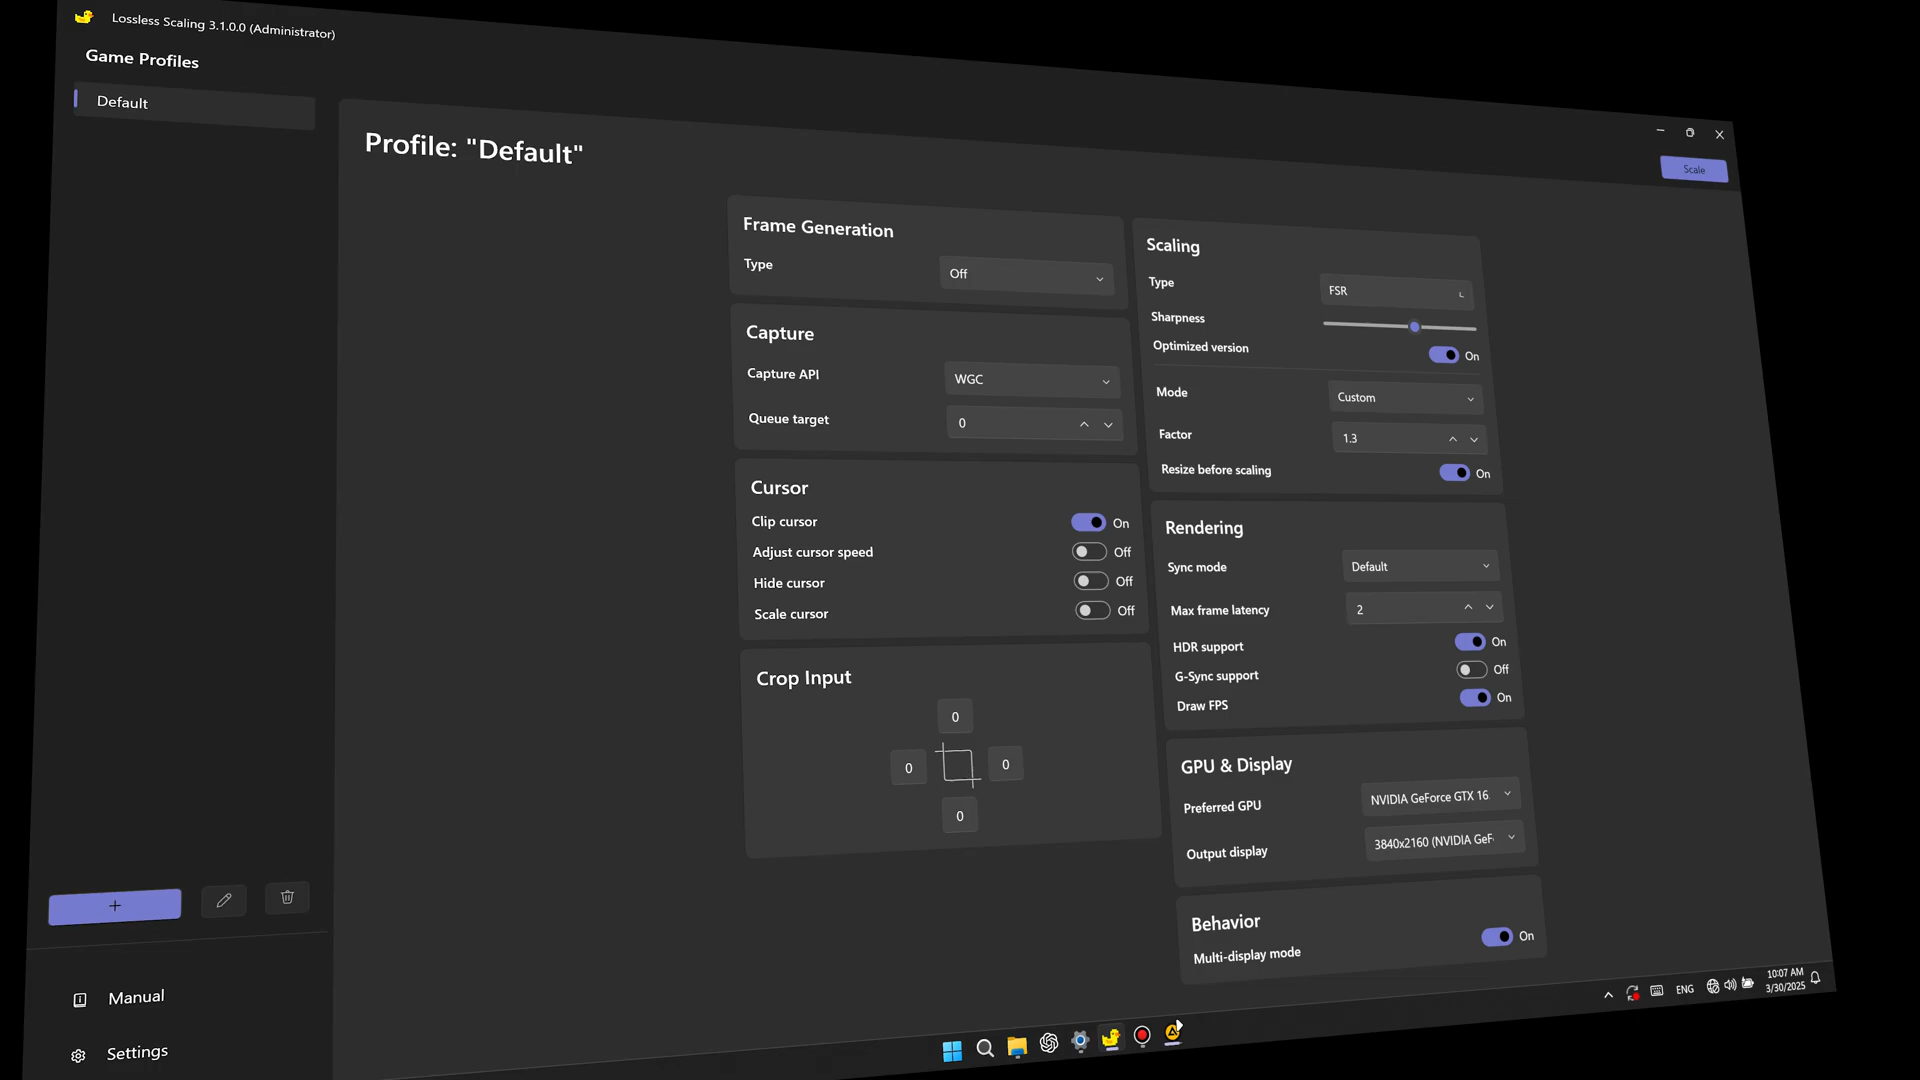 Lossless Scaling 3.1.0.0 (Administrator)
Game Profiles
Default
Profile: "Default"
Scale
Frame Generation
Type
Off
Capture
Capture API
WGC
Queue target
0
Cursor
Clip cursor
On
Adjust cursor speed
Off
Hide cursor
Off
Scale cursor
Off
Crop Input
0
0
0
0
Scaling
Type
FSR
Sharpness
Optimized version
On
Mode
Custom
Factor
1.3
Resize before scaling
On
Rendering
Sync mode
Default
Max frame latency
2
HDR support
On
G-Sync support
Off
Draw FPS
On
GPU & Display
Preferred GPU
NVIDIA GeForce GTX 16
Output display
3840x2160 (NVIDIA GeF
Behavior
Multi-display mode
On
Manual
Settings
ENG
10:07 AM
3/30/2025